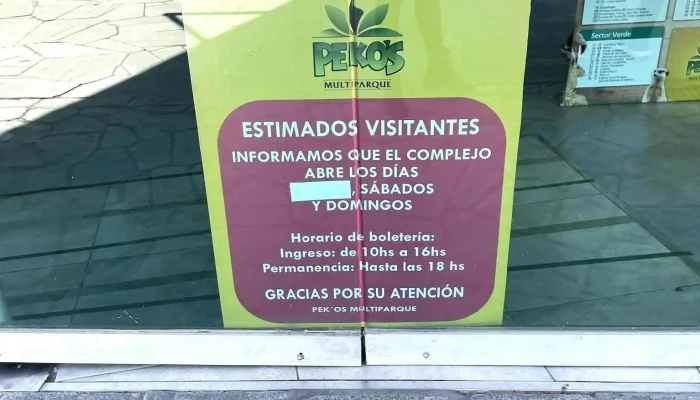 PEKO'S
MULTIPARQUE
ESTIMADOS VISITANTES
INFORMAMOS QUE EL COMPLEJO
ABRE LOS DÍAS
, SÁBADOS
Y DOMINGOS
Horario de boletería:
Ingreso: de 10hs a 16hs
Permanencia: Hasta las 18 hs
GRACIAS POR SU ATENCIÓN
PEK´OS MULTIPARQUE
Sector Verde